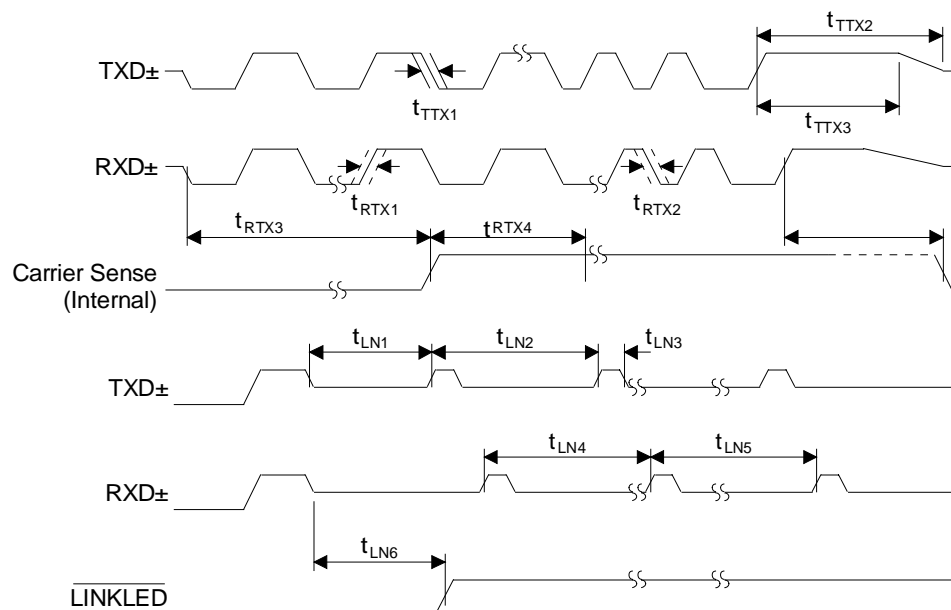 tTTX2
TXD±
tTTX1
tTTX3
RXD±
tRTX1
tRTX2
tRTX3
tRTX4
Carrier Sense
(Internal)
tLN1
tLN2
tLN3
TXD±
tLN4
tLN5
RXD±
tLN6
LINKLED